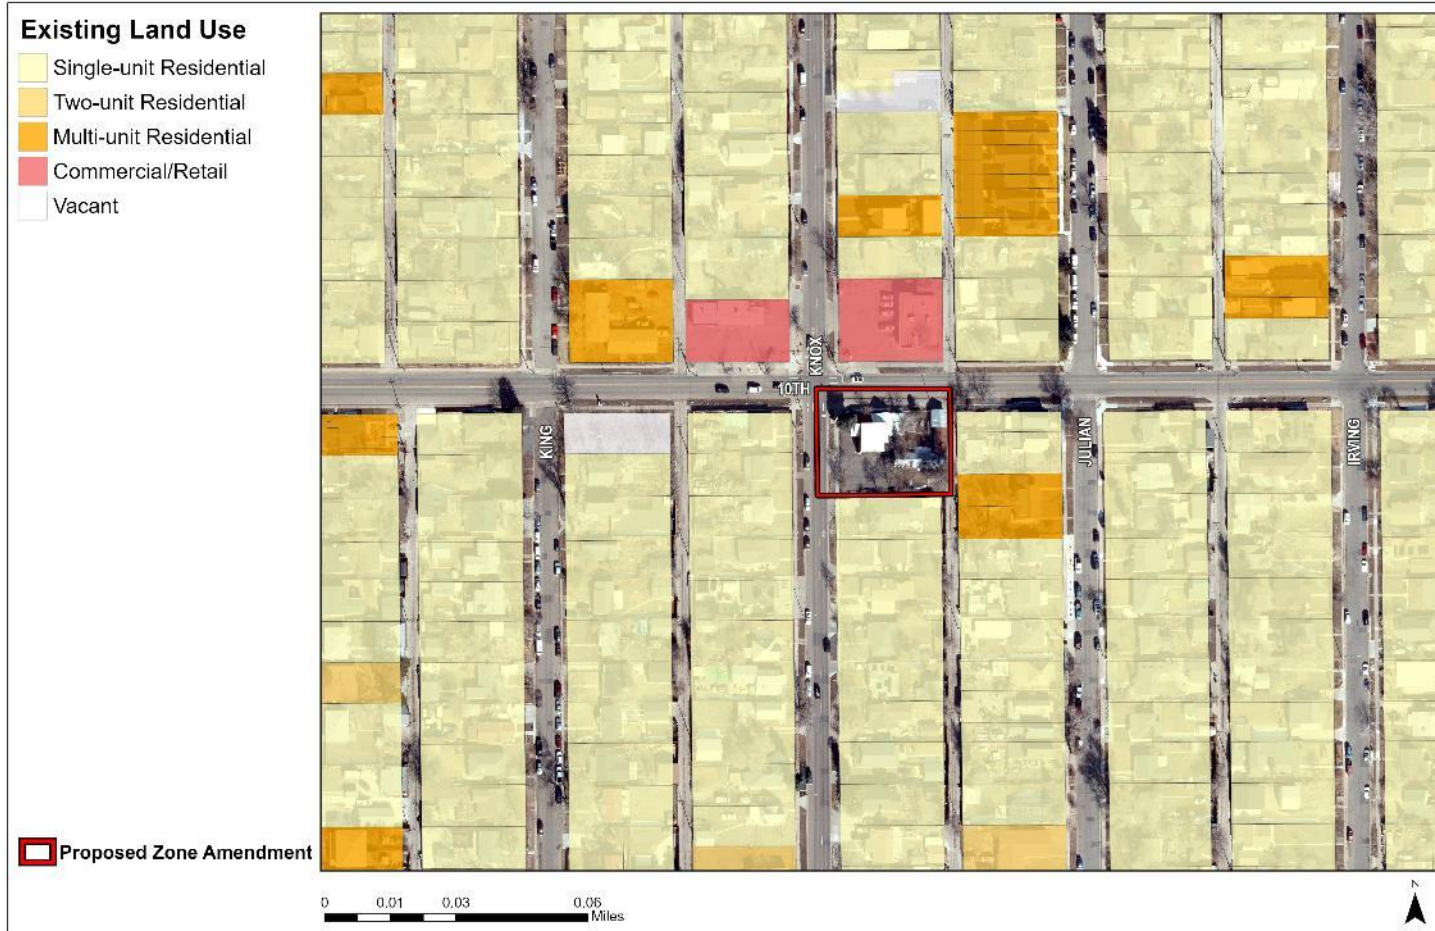 Existing Land Use
Single-unit Residential
Two-unit Residential
Multi-unit Residential
Commercial/Retail
Vacant
KNOX
10TH
KING
JULIAN
IRVING
Proposed Zone Amendment
0 0.01 0.03 0.06
Miles
N